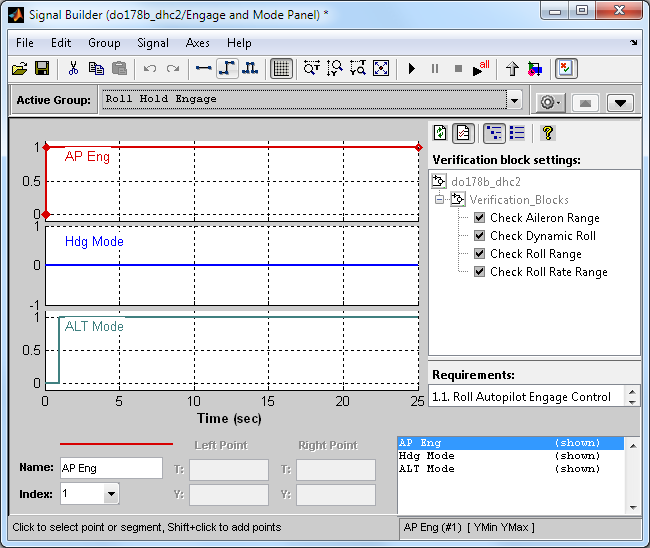 Signal Builder (do178b_dhc2/Engage and Mode Panel) *
File Edit Group Signal Axes Help
all
Active Group: Roll Hold Engage
1
0.5
0
AP Eng
1
0
-1
Hdg Mode
1
0.5
0
ALT Mode
0 5 10 15 20 25
Time (sec)
Verification block settings:
do178b_dhc2
Verification_Blocks
Check Aileron Range
Check Dynamic Roll
Check Roll Range
Check Roll Rate Range
Requirements:
1.1. Roll Autopilot Engage Control
Left Point Right Point
Name: AP Eng T: T:
Index: 1 Y: Y:
AP Eng (shown)
Hdg Mode (shown)
ALT Mode (shown)
Click to select point or segment, Shift+click to add points
AP Eng (#1) [ YMin YMax ]